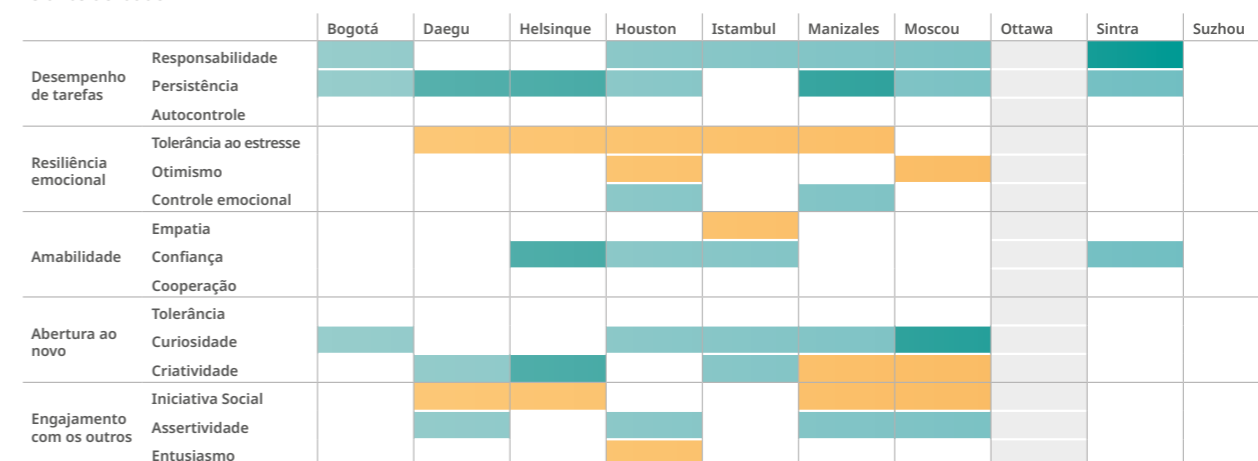 Bogotá Daegu Helsinque Houston Istambul Manizales Moscou Ottawa Sintra Suzhou
Desempenho
de tarefas
Responsabilidade
Persistência
Autocontrole
Resiliência
emocional
Tolerância ao estresse
Otimismo
Controle emocional
Amabilidade
Empatia
Confiança
Cooperação
Abertura ao
novo
Tolerância
Curiosidade
Criatividade
Engajamento
com os outros
Iniciativa Social
Assertividade
Entusiasmo